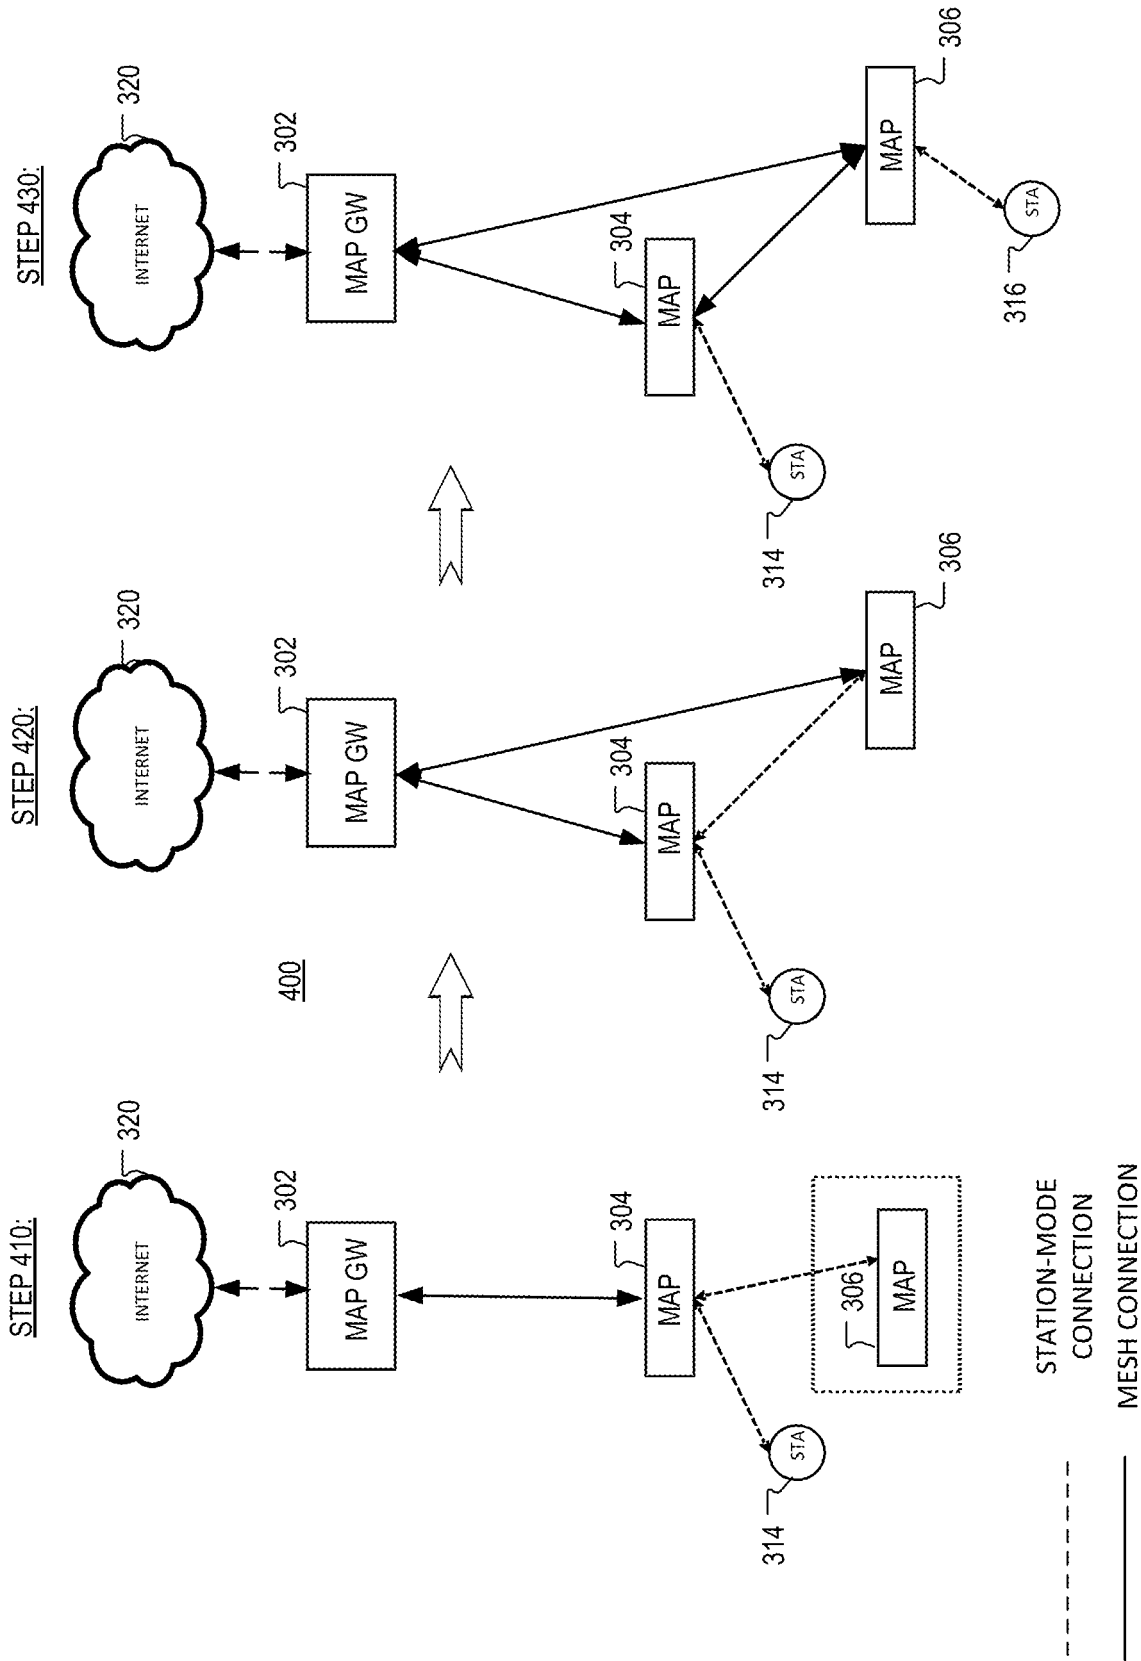 STEP 410:
320
INTERNET
302
MAP GW
304
MAP
306
MAP
STA
314
400
STEP 420:
320
INTERNET
302
MAP GW
304
MAP
306
MAP
STA
314
STEP 430:
320
INTERNET
302
MAP GW
304
MAP
306
MAP
STA
314
STA
316
STATION-MODE
CONNECTION
MESH CONNECTION